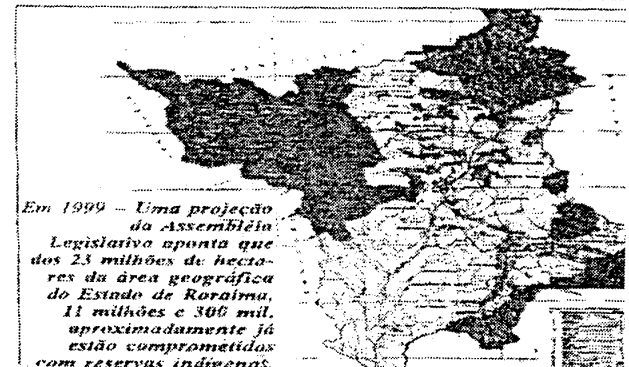 Em 1999 – Uma projeção
da Assembléia
Legislativa aponta que
dos 23 milhões de hecta-
res da área geográfica
do Estado de Roraima,
11 milhões e 300 mil,
aproximadamente já
estão comprometidos
com reservas indígenas.